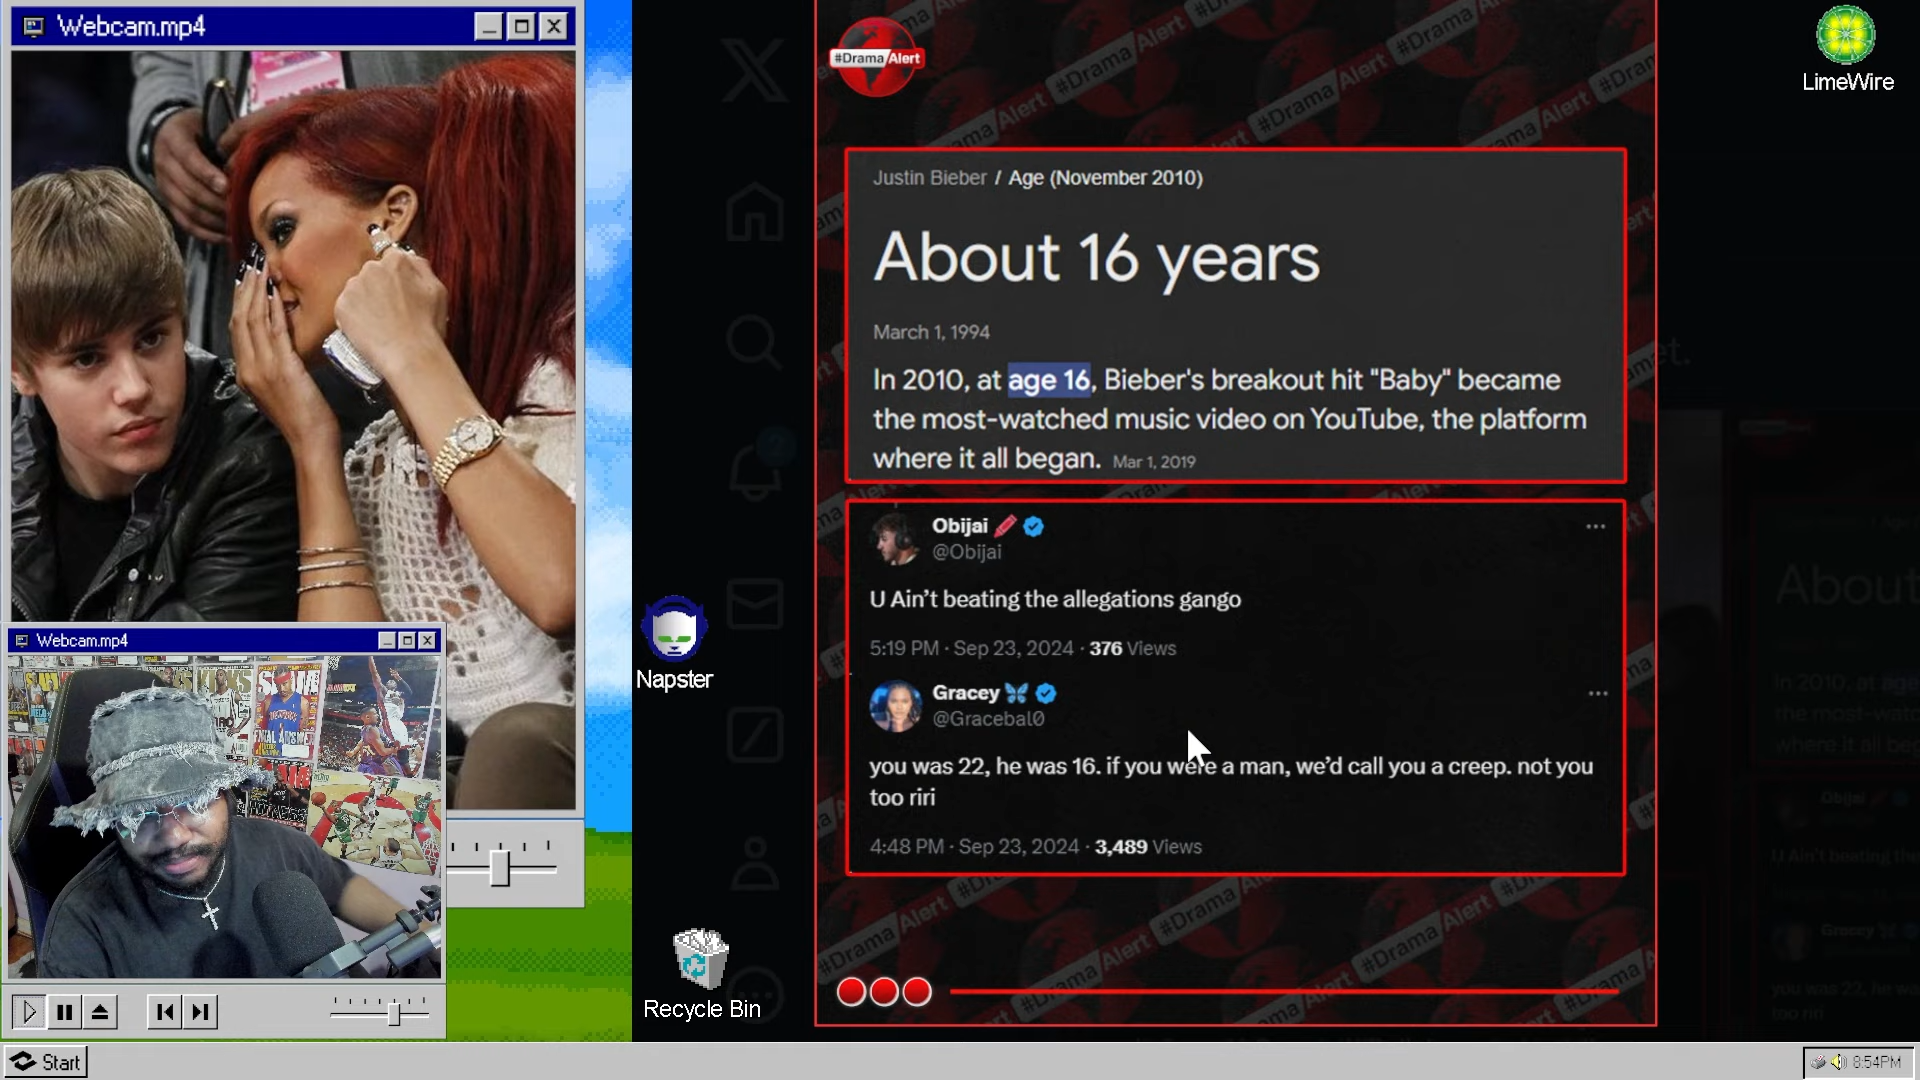 Webcam.mp4
#DramaAlert
Justin Bieber / Age (November 2010)
About 16 years
March 1, 1994
In 2010, at age 16, Bieber's breakout hit "Baby" became
the most-watched music video on YouTube, the platform
where it all began. Mar 1, 2019
Obijai
@Obijai
U Ain't beating the allegations gango
5:19 PM · Sep 23, 2024 · 376 Views
Gracey
@Gracebal0
you was 22, he was 16. if you were a man, we'd call you a creep. not you
too riri
4:48 PM · Sep 23, 2024 · 3,489 Views
LimeWire
Napster
Recycle Bin
Webcam.mp4
KICKS
SLAM
Start
8:54PM